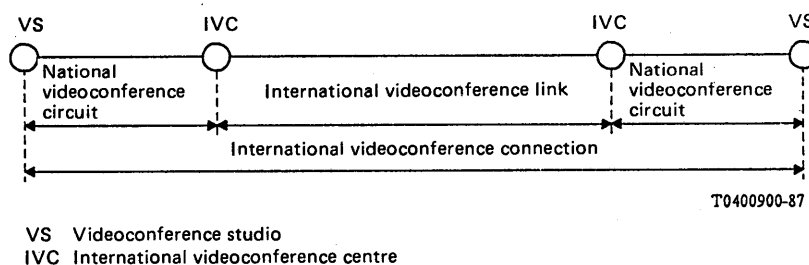 VS IVC IVC VS
National videoconference circuit
International videoconference link
National videoconference circuit
International videoconference connection
T0400900-87
VS Videoconference studio
IVC International videoconference centre